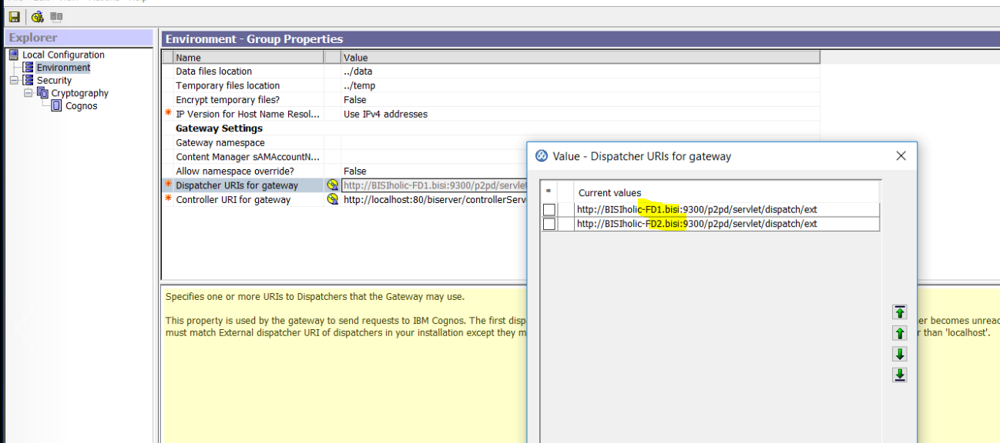 Explorer
Local Configuration
Environment
Security
Cryptography
Cognos
Environment - Group Properties
Name Value
Data files location ../data
Temporary files location ../temp
Encrypt temporary files? False
* IP Version for Host Name Resol... Use IPv4 addresses
Gateway Settings
Gateway namespace
Content Manager sAMAccountN...
Allow namespace override? False
* Dispatcher URIs for gateway http://BISIholic-FD1.bisi:9300/p2pd/servlet
* Controller URI for gateway http://localhost:80/biserver/controllerServ
Value - Dispatcher URIs for gateway
* Current values
http://BISIholic-FD1.bisi:9300/p2pd/servlet/dispatch/ext
http://BISIholic-FD2.bisi:9300/p2pd/servlet/dispatch/ext
Specifies one or more URIs to Dispatchers that the Gateway may use.
This property is used by the gateway to send requests to IBM Cognos. The first disp er becomes unreac
must match External dispatcher URI of dispatchers in your installation except they m r than 'localhost'.